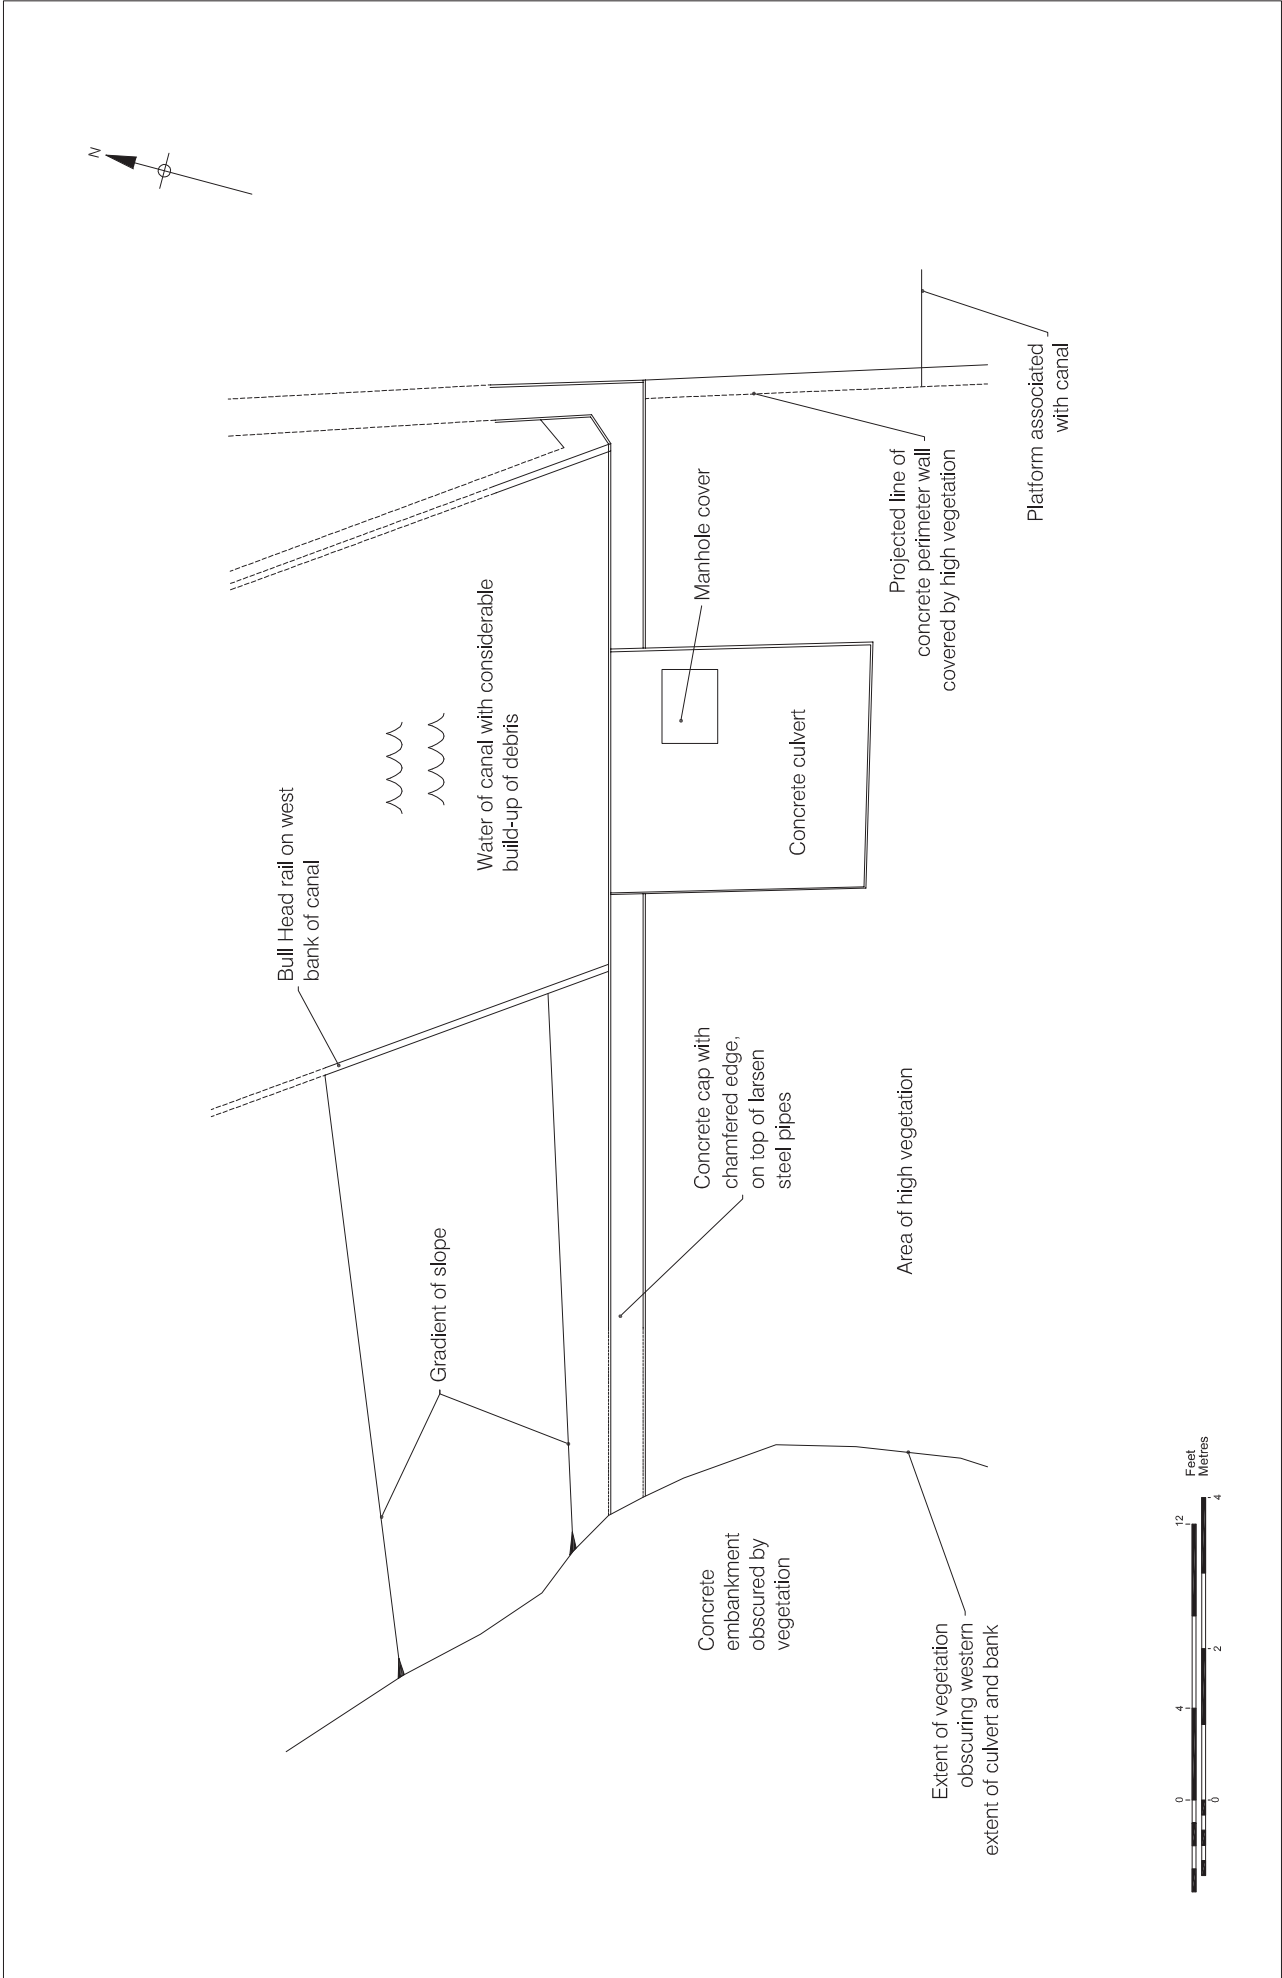 N
Bull Head rail on west
bank of canal
Water of canal with considerable
build-up of debris
Gradient of slope
Manhole cover
Concrete culvert
Concrete cap with
chamfered edge,
on top of larsen
steel pipes
Projected line of
concrete perimeter wall
covered by high vegetation
Platform associated
with canal
Area of high vegetation
Concrete
embankment
obscured by
vegetation
Extent of vegetation
obscuring western
extent of culvert and bank
0 4 12 Feet
0 2 4 Metres